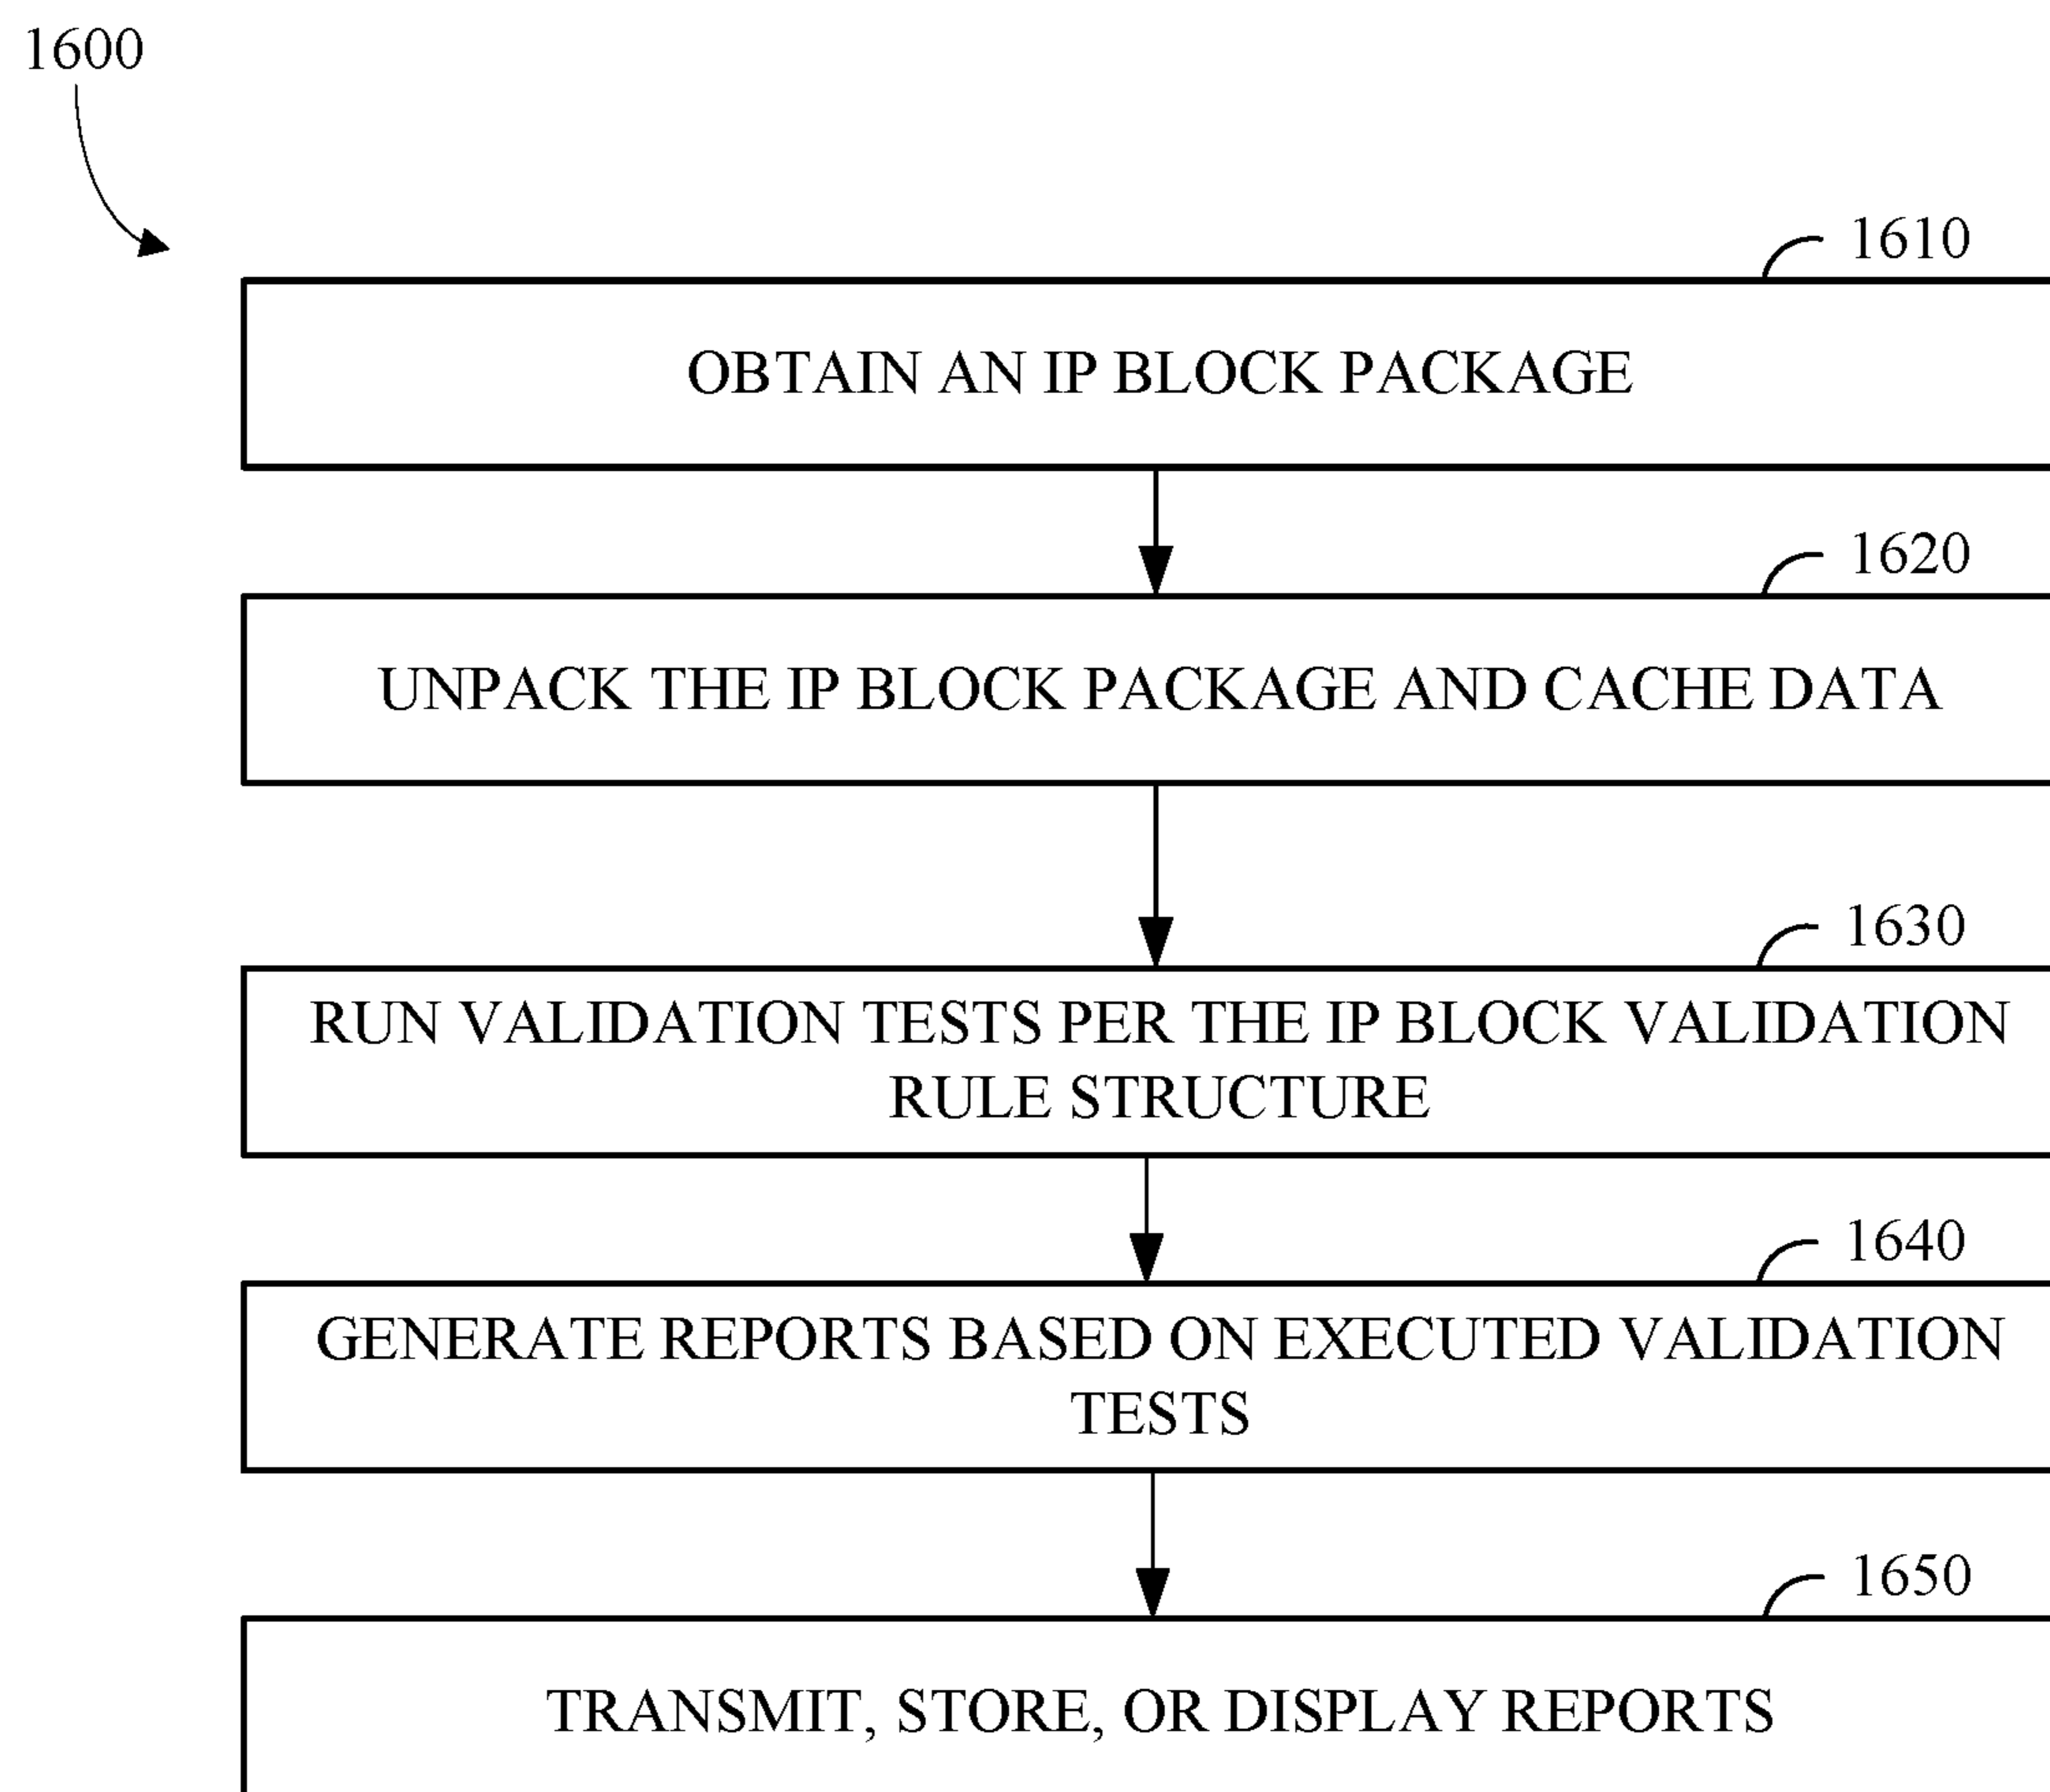 1600
1610
OBTAIN AN IP BLOCK PACKAGE
1620
UNPACK THE IP BLOCK PACKAGE AND CACHE DATA
1630
RUN VALIDATION TESTS PER THE IP BLOCK VALIDATION
RULE STRUCTURE
1640
GENERATE REPORTS BASED ON EXECUTED VALIDATION
TESTS
1650
TRANSMIT, STORE, OR DISPLAY REPORTS